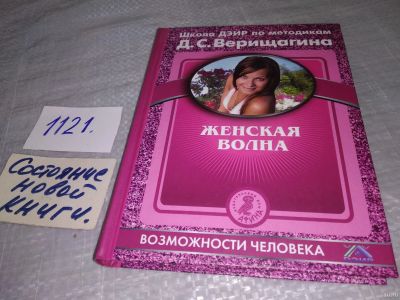 Школа ДЭИР по методикам
Д. С. Верищагина
1121.
ЖЕНСКАЯ
ВОЛНА
Состояние
новой
книги.
ВОЗМОЖНОСТИ ЧЕЛОВЕКА